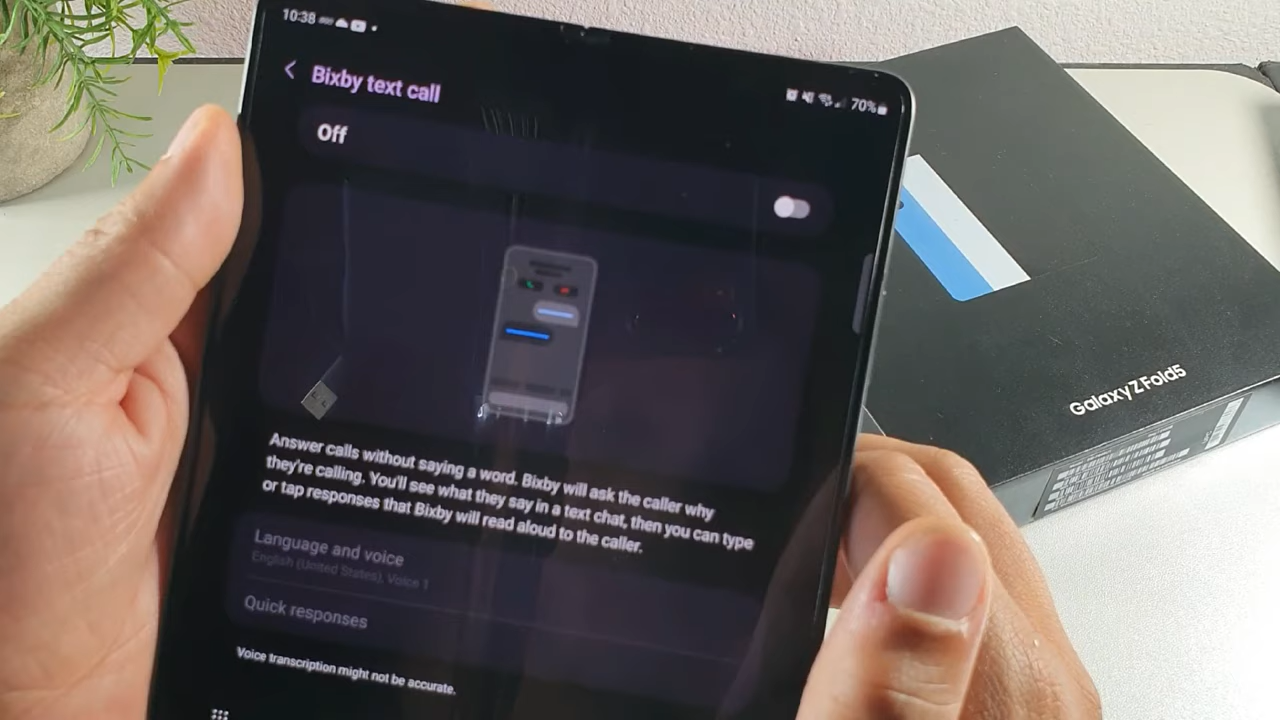 10:38
70%
Bixby text call
Off
Answer calls without saying a word. Bixby will ask the caller why
they're calling. You'll see what they say in a text chat, then you can type
or tap responses that Bixby will read aloud to the caller.
Language and voice
English (United States), Voice 1
Quick responses
Voice transcription might not be accurate.
Galaxy Z Fold5